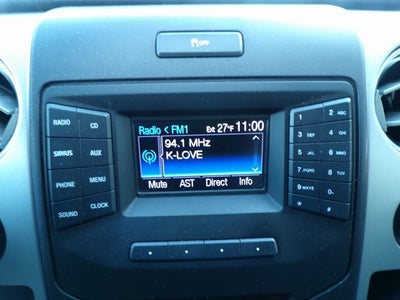 OFF
RADIO CD
SIRIUS AUX
PHONE MENU
SOUND CLOCK
Radio < FM1 Ext 27°F 11:00
94.1 MHz
K-LOVE
Mute AST Direct Info
1 2 ABC
3 DEF 4 GHI
5 JKL 6 MNO
7 PQRS 8 TUV
9 WXYZ 0
* #